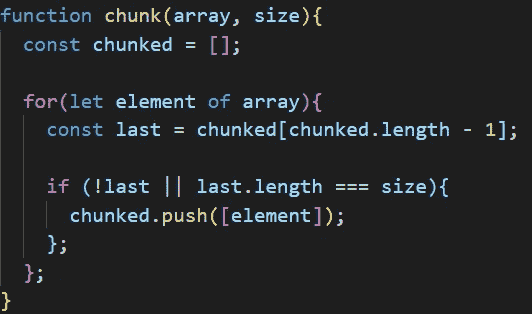 function chunk(array, size){
const chunked = [];
for(let element of array){
const last = chunked[chunked.length - 1];
if (!last || last.length === size){
chunked.push([element]);
};
};
}